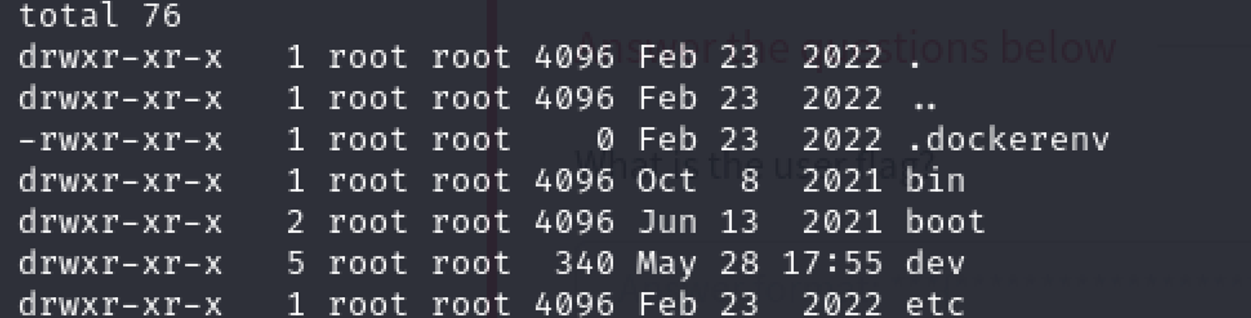 total 76
drwxr-xr-x   1 root root 4096 Feb 23  2022 .
drwxr-xr-x   1 root root 4096 Feb 23  2022 ..
-rwxr-xr-x   1 root root    0 Feb 23  2022 .dockerenv
drwxr-xr-x   1 root root 4096 Oct  8  2021 bin
drwxr-xr-x   2 root root 4096 Jun 13  2021 boot
drwxr-xr-x   5 root root  340 May 28 17:55 dev
drwxr-xr-x   1 root root 4096 Feb 23  2022 etc
Answer the questions below
What is the user flag?